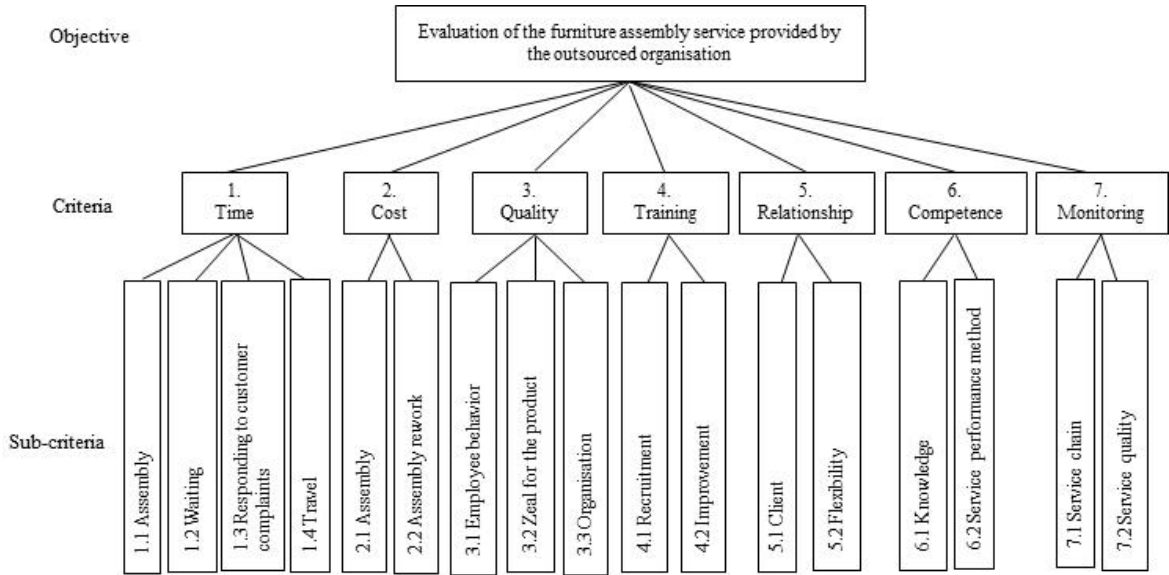 Objective
Evaluation of the furniture assembly service provided by
the outsourced organisation
Criteria
1.
Time
2.
Cost
3.
Quality
4.
Training
5.
Relationship
6.
Competence
7.
Monitoring
Sub-criteria
1.1 Assembly
1.2 Waiting
1.3 Responding to customer
complaints
1.4 Travel
2.1 Assembly
2.2 Assembly rework
3.1 Employee behavior
3.2 Zeal for the product
3.3 Organisation
4.1 Recruitment
4.2 Improvement
5.1 Client
5.2 Flexibility
6.1 Knowledge
6.2 Service performance method
7.1 Service chain
7.2 Service quality